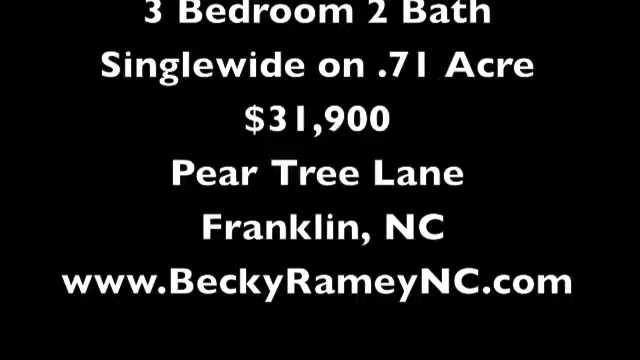 3 Bedroom 2 Bath
Singlewide on .71 Acre
$31,900
Pear Tree Lane
Franklin, NC
www.BeckyRameyNC.com